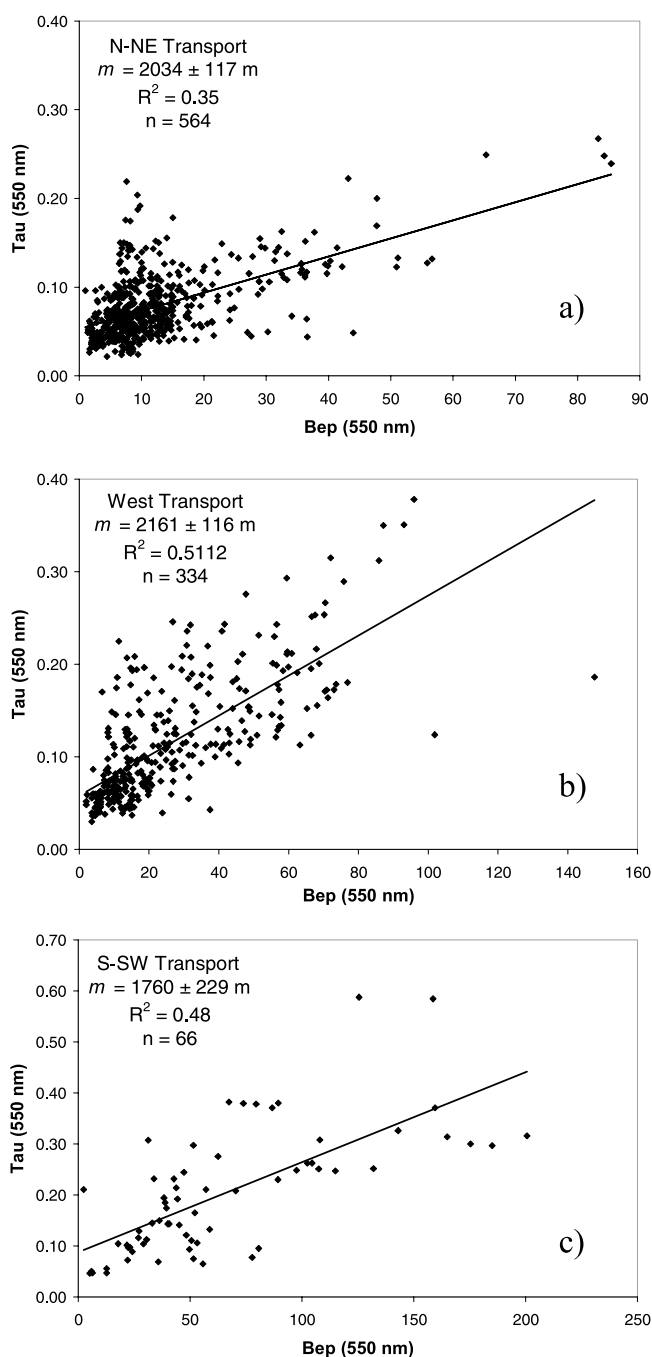 0.40
N-NE Transport
m = 2034 ± 117 m
R² = 0.35
n = 564
0.30
0.20
0.10
0.00
Tau (550 nm)
a)
0 10 20 30 40 50 60 70 80 90
Bep (550 nm)
0.40
West Transport
m = 2161 ± 116 m
R² = 0.5112
n = 334
0.30
0.20
0.10
0.00
Tau (550 nm)
b)
0 20 40 60 80 100 120 140 160
Bep (550 nm)
0.70
S-SW Transport
m = 1760 ± 229 m
R² = 0.48
n = 66
0.60
0.50
0.40
0.30
0.20
0.10
0.00
Tau (550 nm)
c)
0 50 100 150 200 250
Bep (550 nm)